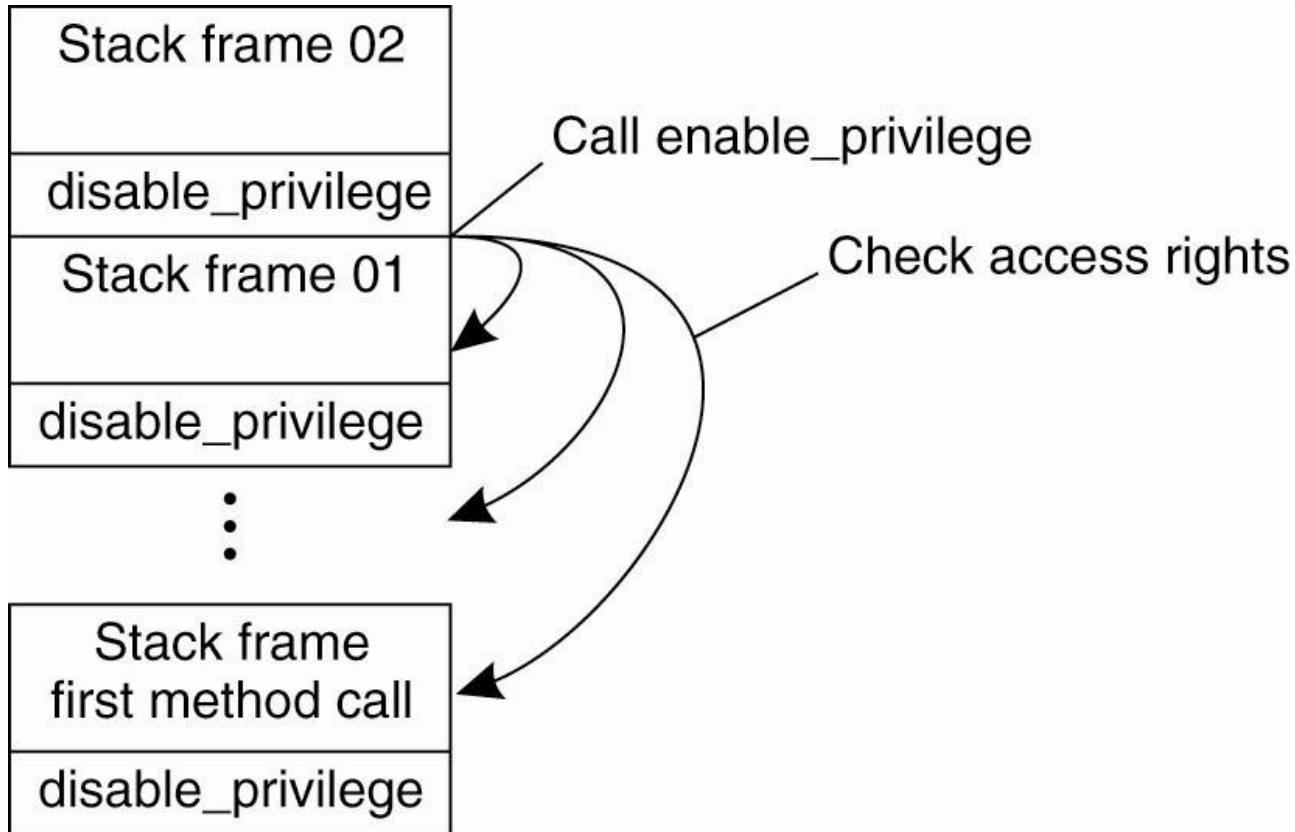 Stack frame 02
disable_privilege
Call enable_privilege
Stack frame 01
Check access rights
disable_privilege
Stack frame
first method call
disable_privilege